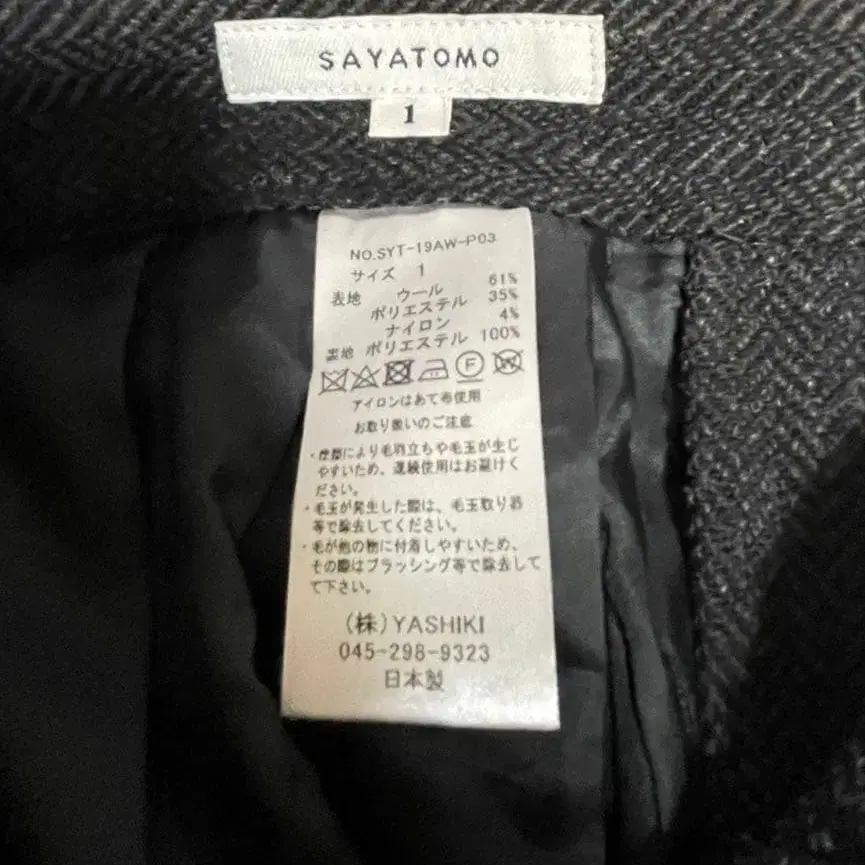 SAYATOMO
1
NO.SYT-19AW-P03
サイズ 1
表地 ウール 61%
ポリエステル 35%
ナイロン 4%
裏地 ポリエステル 100%
F
アイロンはあて布使用
お取り扱いのご注意
・摩擦により毛羽立ちや毛玉が生じ
やすいため、連続使用はお避けく
ださい。
・毛玉が発生した際は、毛玉取り器
等で除去してください。
・毛が他の物に付着しやすいため、
その際はブラッシング等で除去して
て下さい。
(株)YASHIKI
045-298-9323
日本製